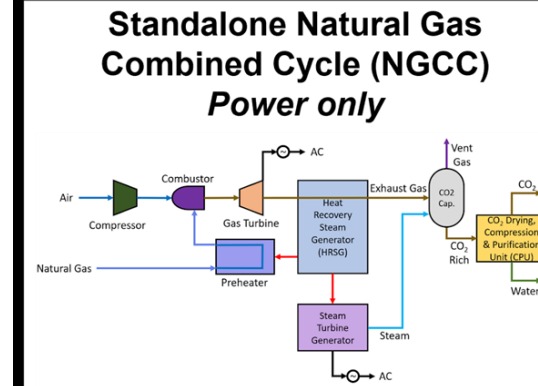 Standalone Natural Gas
Combined Cycle (NGCC)
Power only
Vent
Gas
AC
Combustor
Exhaust Gas
CO2
Cap.
CO₂
Air
Compressor
Gas Turbine
Heat
Recovery
Steam
Generator
(HRSG)
CO₂ Drying,
Compression
& Purification
Unit (CPU)
CO₂
Rich
Natural Gas
Preheater
Water
Steam
Turbine
Generator
Steam
AC